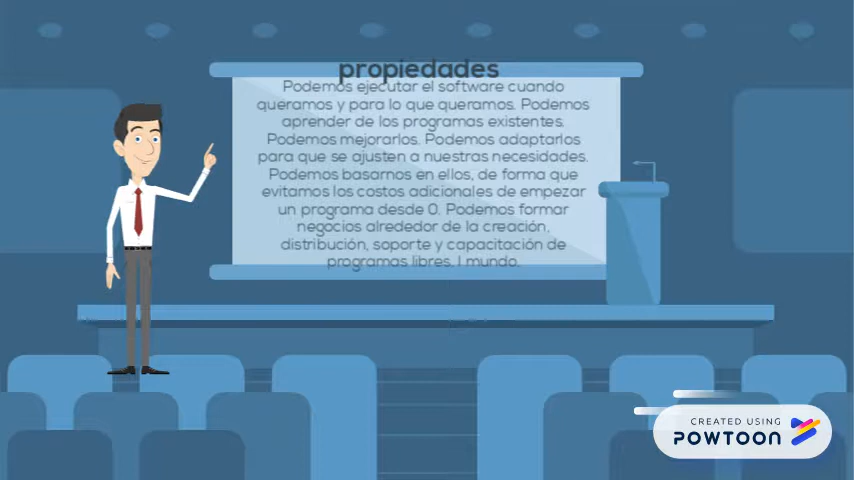 propiedades
Podemos ejecutar el software cuando
queramos y para lo que queramos. Podemos
aprender de los programas existentes.
Podemos mejorarlos. Podemos adaptarlos
para que se ajusten a nuestras necesidades.
Podemos basarnos en ellos, de forma que
evitamos los costos adicionales de empezar
un programa desde 0. Podemos formar
negocios alrededor de la creación,
distribución, soporte y capacitación de
programas libres. l mundo.
CREATED USING
POWTOON